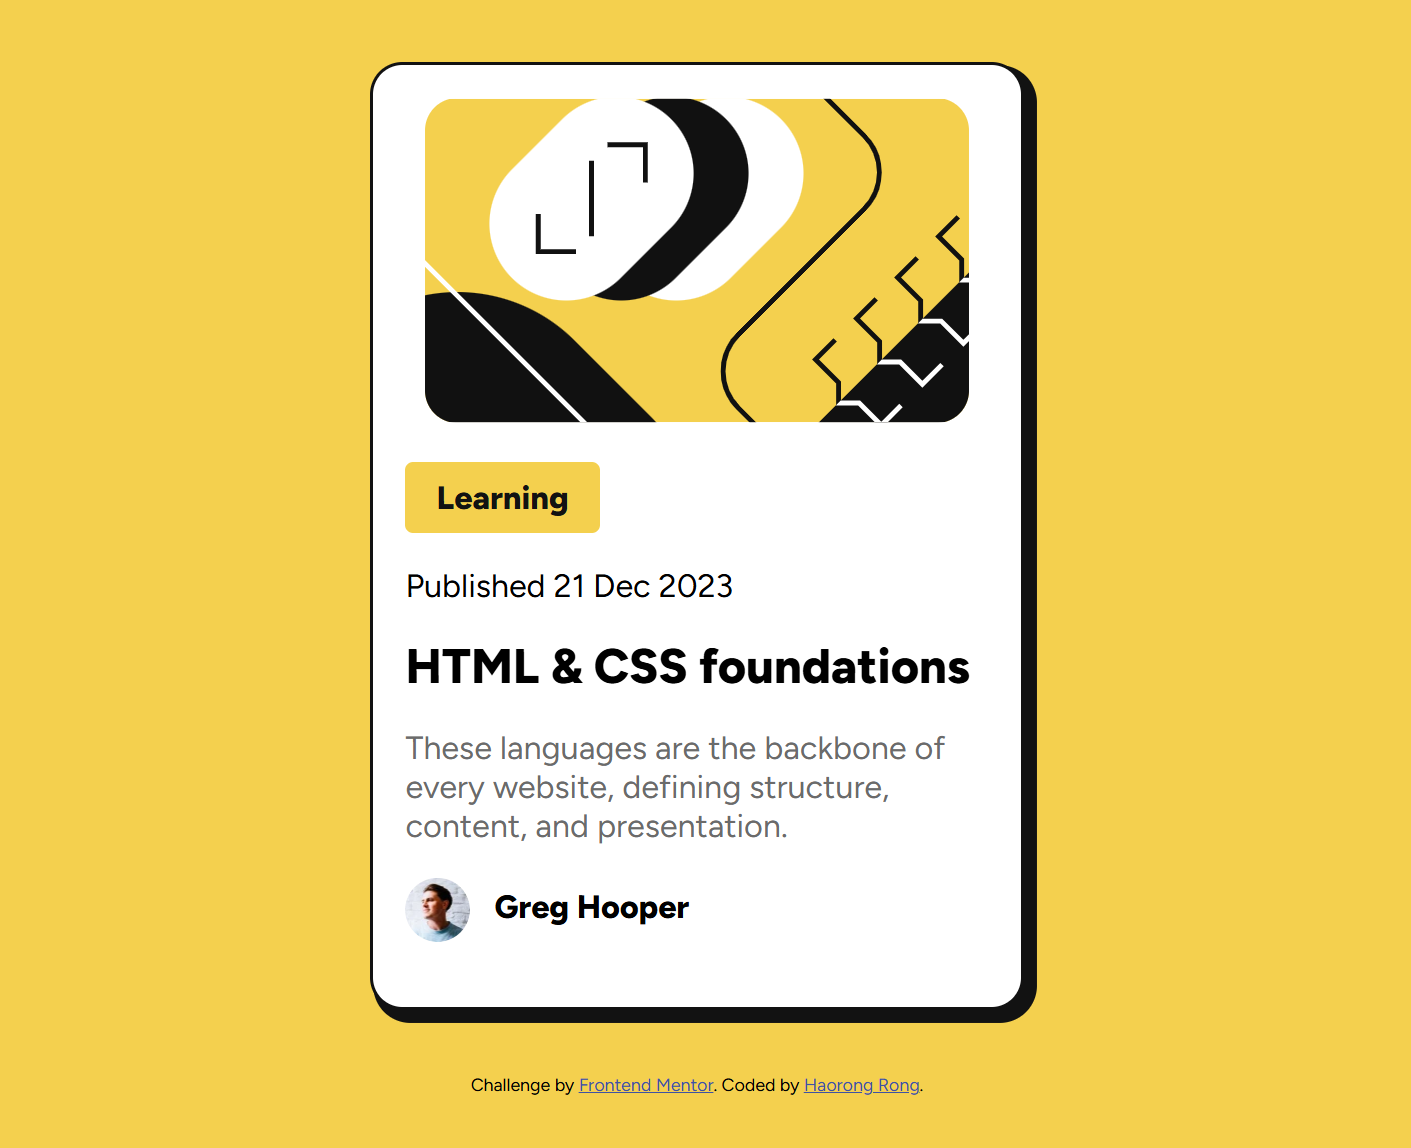 Learning
Published 21 Dec 2023
HTML & CSS foundations
These languages are the backbone of
every website, defining structure,
content, and presentation.
Greg Hooper
Challenge by Frontend Mentor. Coded by Haorong Rong.